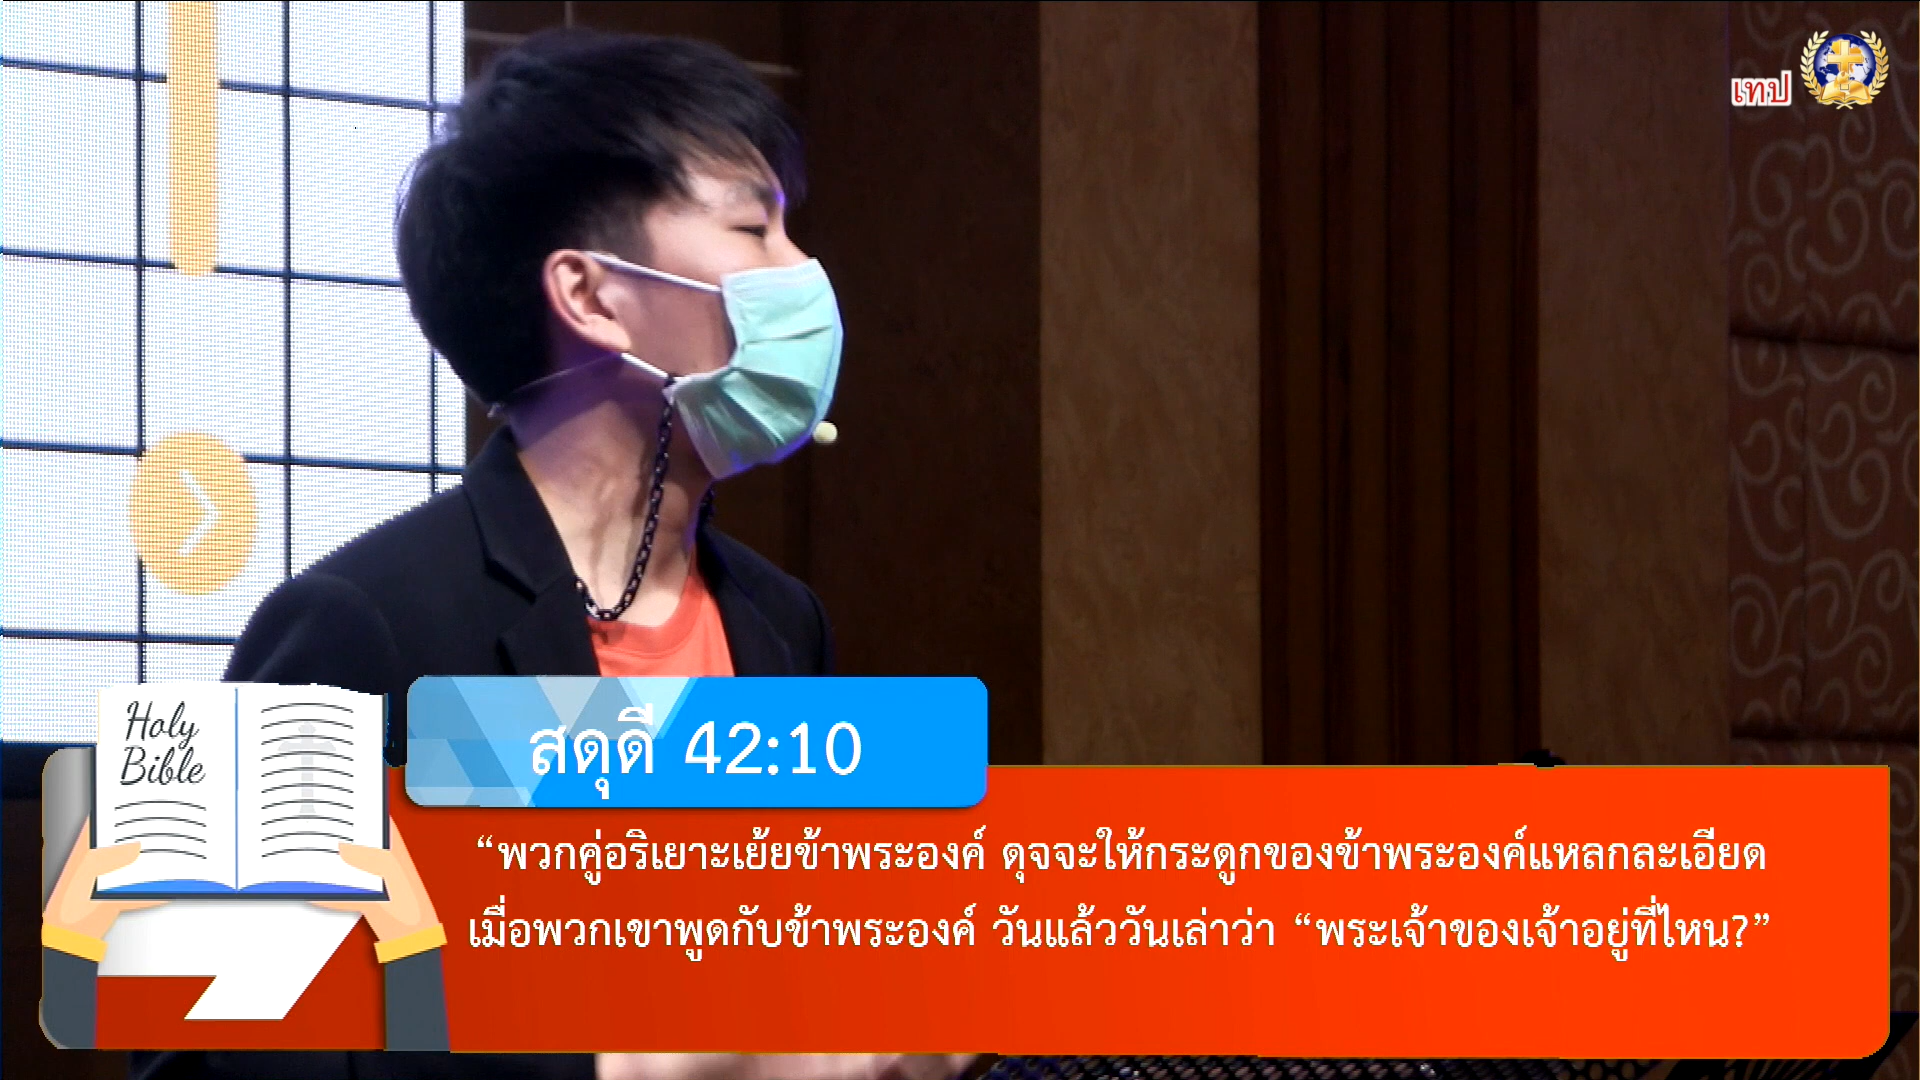 เทป
Holy
Bible
สดุดี 42:10
“พวกคู่อริเยาะเย้ยข้าพระองค์ ดุจจะให้กระดูกของข้าพระองค์แหลกละเอียด
เมื่อพวกเขาพูดกับข้าพระองค์ วันแล้ววันเล่าว่า “พระเจ้าของเจ้าอยู่ที่ไหน?”